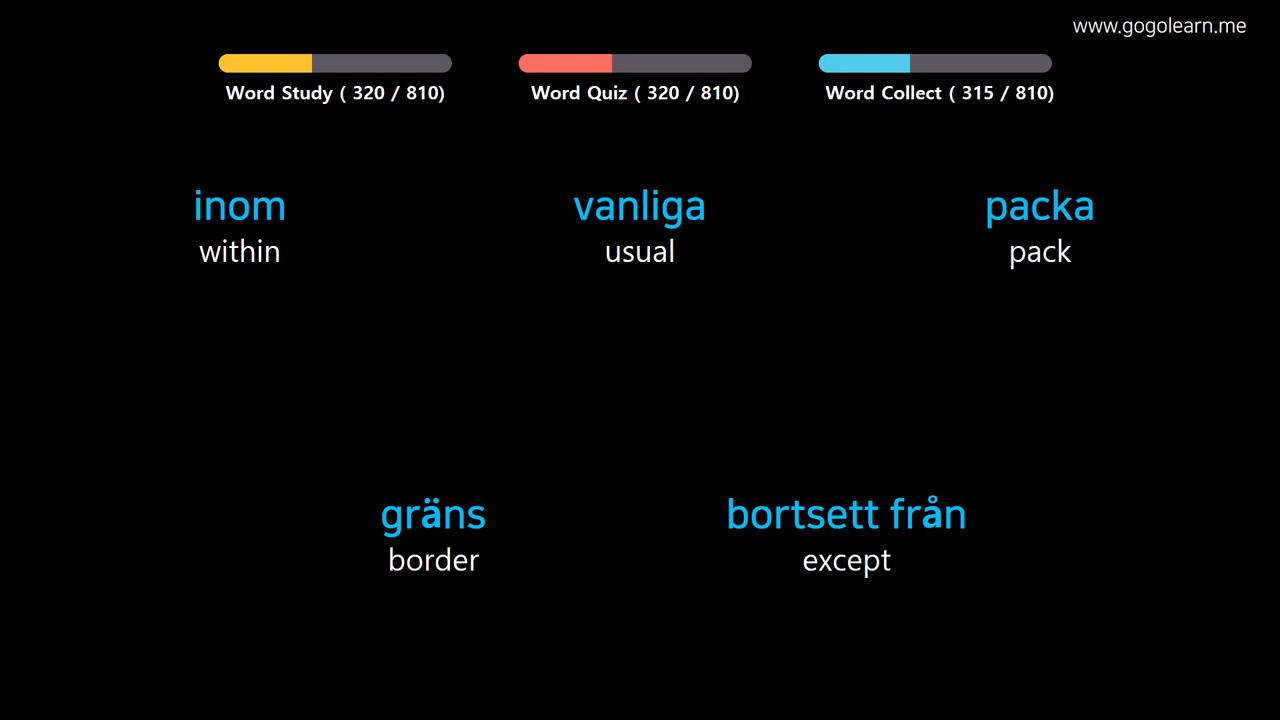 www.gogolearn.me
Word Study ( 320 / 810)
Word Quiz ( 320 / 810)
Word Collect ( 315 / 810)
inom
within
vanliga
usual
packa
pack
gräns
border
bortsett från
except